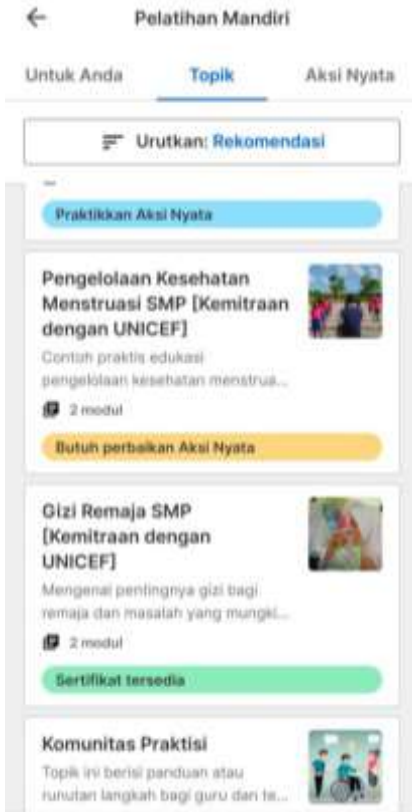 Pelatihan Mandiri
Untuk Anda
Topik
Aksi Nyata
Urutkan: Rekomendasi
Praktikkan Aksi Nyata
Pengelolaan Kesehatan
Menstruasi SMP [Kemitraan
dengan UNICEF]
Contoh praktis edukasi
pengelolaan kesehatan menstrua...
2 modul
Butuh perbaikan Aksi Nyata
Gizi Remaja SMP
[Kemitraan dengan
UNICEF]
Mengenai pentingnya gizi bagi
remaja dan masalah yang mungki...
2 modul
Sertifikat tersedia
Komunitas Praktisi
Topik ini berisi panduan atau
runutan langkah bagi guru dan te...